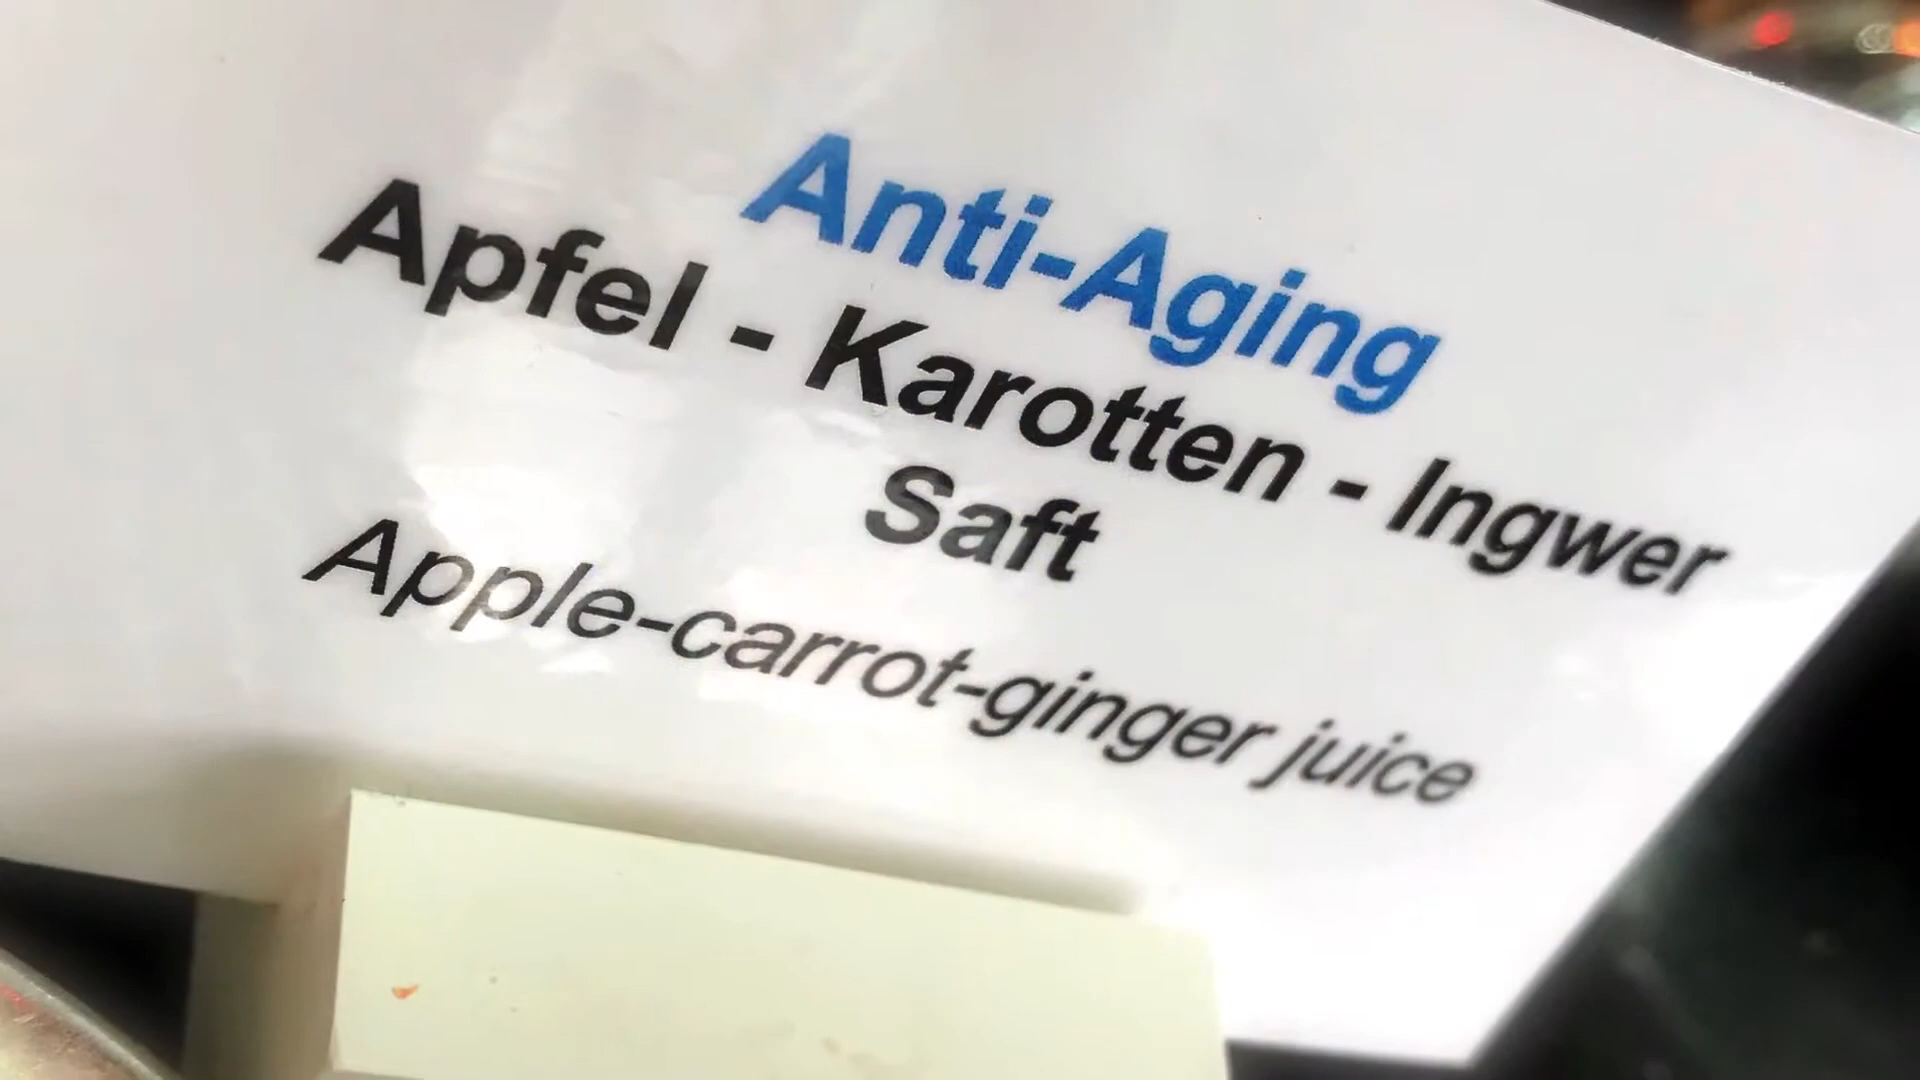 Anti-Aging
Apfel - Karotten - Ingwer
Saft
Apple-carrot-ginger juice